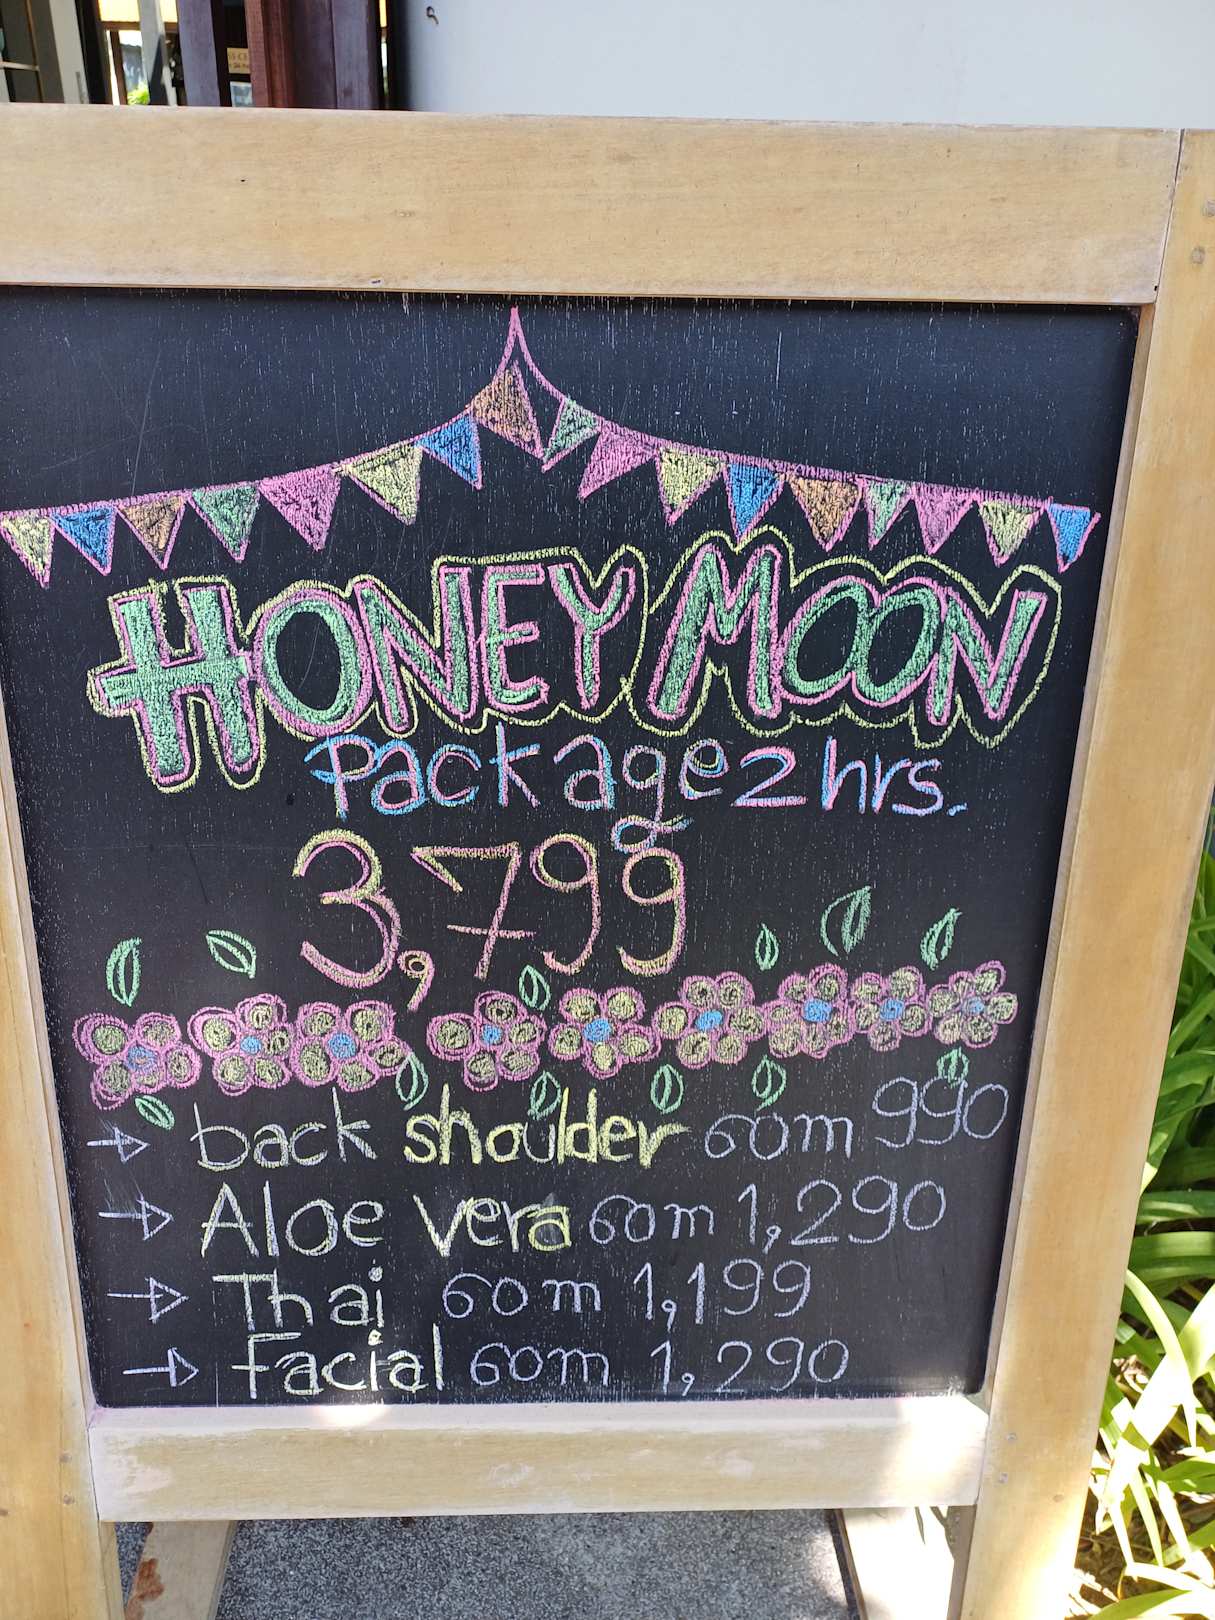 HONEY MOON
Package 2 hrs.
3,799
back shoulder 60m 990
Aloe vera 60m 1,290
Thai 60m 1,199
Facial 60m 1,290